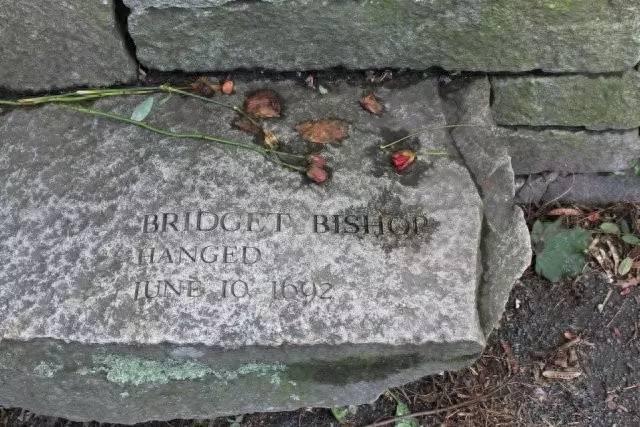 BRIDGET BISHOP
HANGED
JUNE 10, 1692